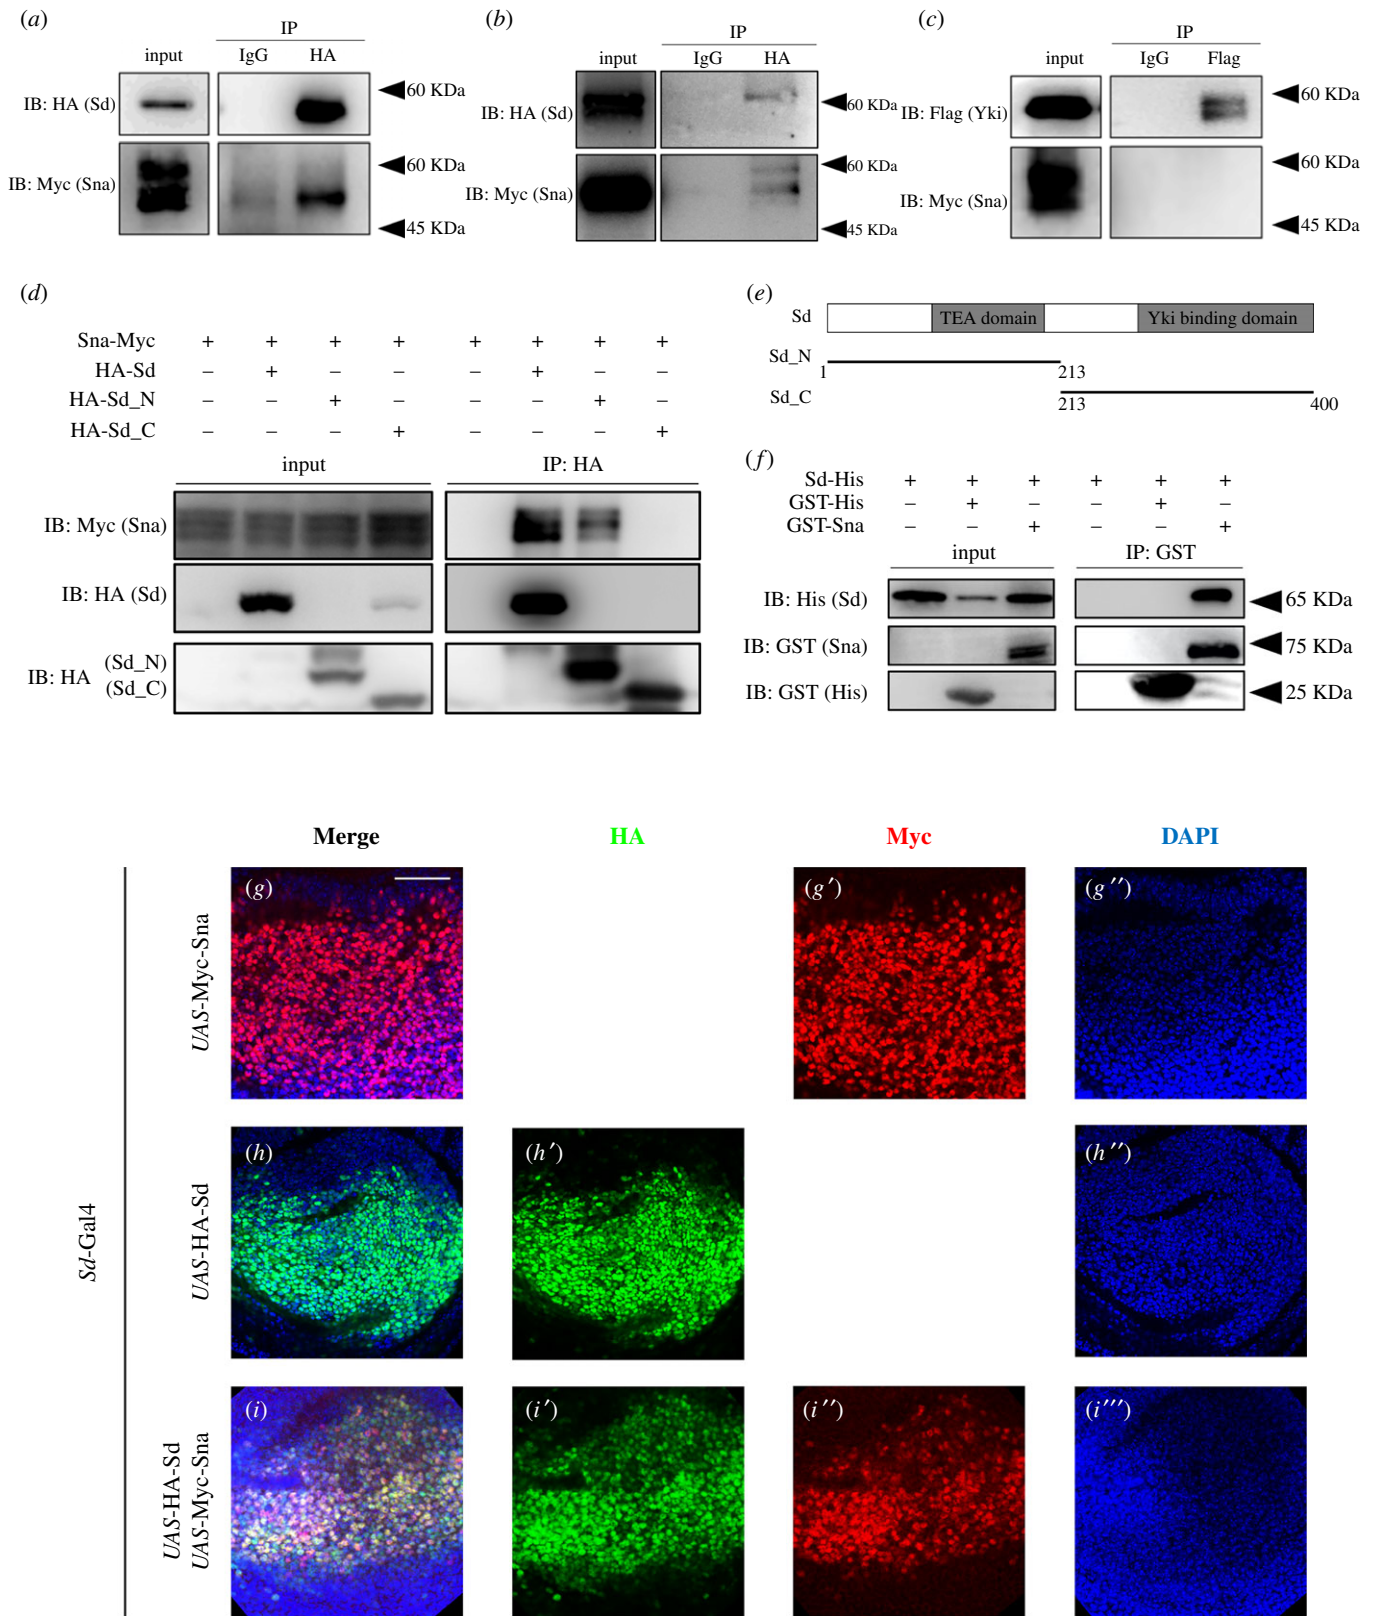 (a)
IP
input IgG HA
IB: HA (Sd)
60 KDa
IB: Myc (Sna)
60 KDa
45 KDa
(b)
IP
input IgG HA
IB: HA (Sd)
60 KDa
IB: Myc (Sna)
60 KDa
45 KDa
(c)
IP
input IgG Flag
IB: Flag (Yki)
60 KDa
IB: Myc (Sna)
60 KDa
45 KDa
(d)
Sna-Myc + + + + + + + +
HA-Sd – + – – – + – –
HA-Sd_N – – + – – – + –
HA-Sd_C – – – + – – – +
input IP: HA
IB: Myc (Sna)
IB: HA (Sd)
IB: HA (Sd_N)
(Sd_C)
(e)
Sd TEA domain Yki binding domain
Sd_N
1 213
Sd_C
213 400
(f)
Sd-His + + + + + +
GST-His – + – – + –
GST-Sna – – + – – +
input IP: GST
IB: His (Sd) 65 KDa
IB: GST (Sna) 75 KDa
IB: GST (His) 25 KDa
Merge HA Myc DAPI
Sd-Gal4
UAS-Myc-Sna
(g) (g′) (g″)
UAS-HA-Sd
(h) (h′) (h″)
UAS-HA-Sd
UAS-Myc-Sna
(i) (i′) (i″) (i‴)